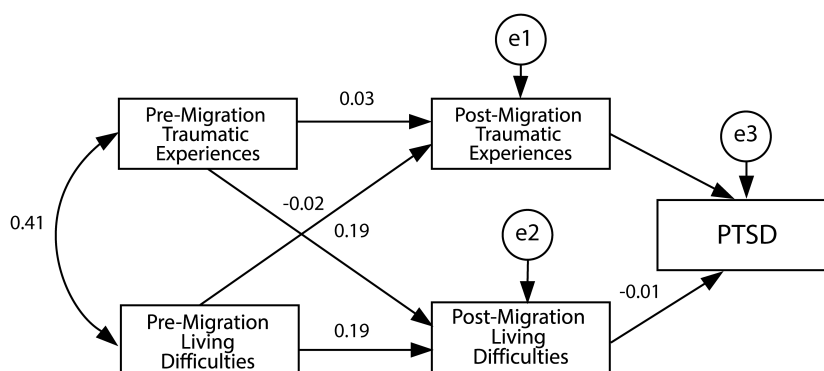 e1
0.03
Pre-Migration
Traumatic
Experiences
Post-Migration
Traumatic
Experiences
e3
0.41
-0.02
0.19
e2
PTSD
-0.01
Pre-Migration
Living
Difficulties
0.19
Post-Migration
Living
Difficulties